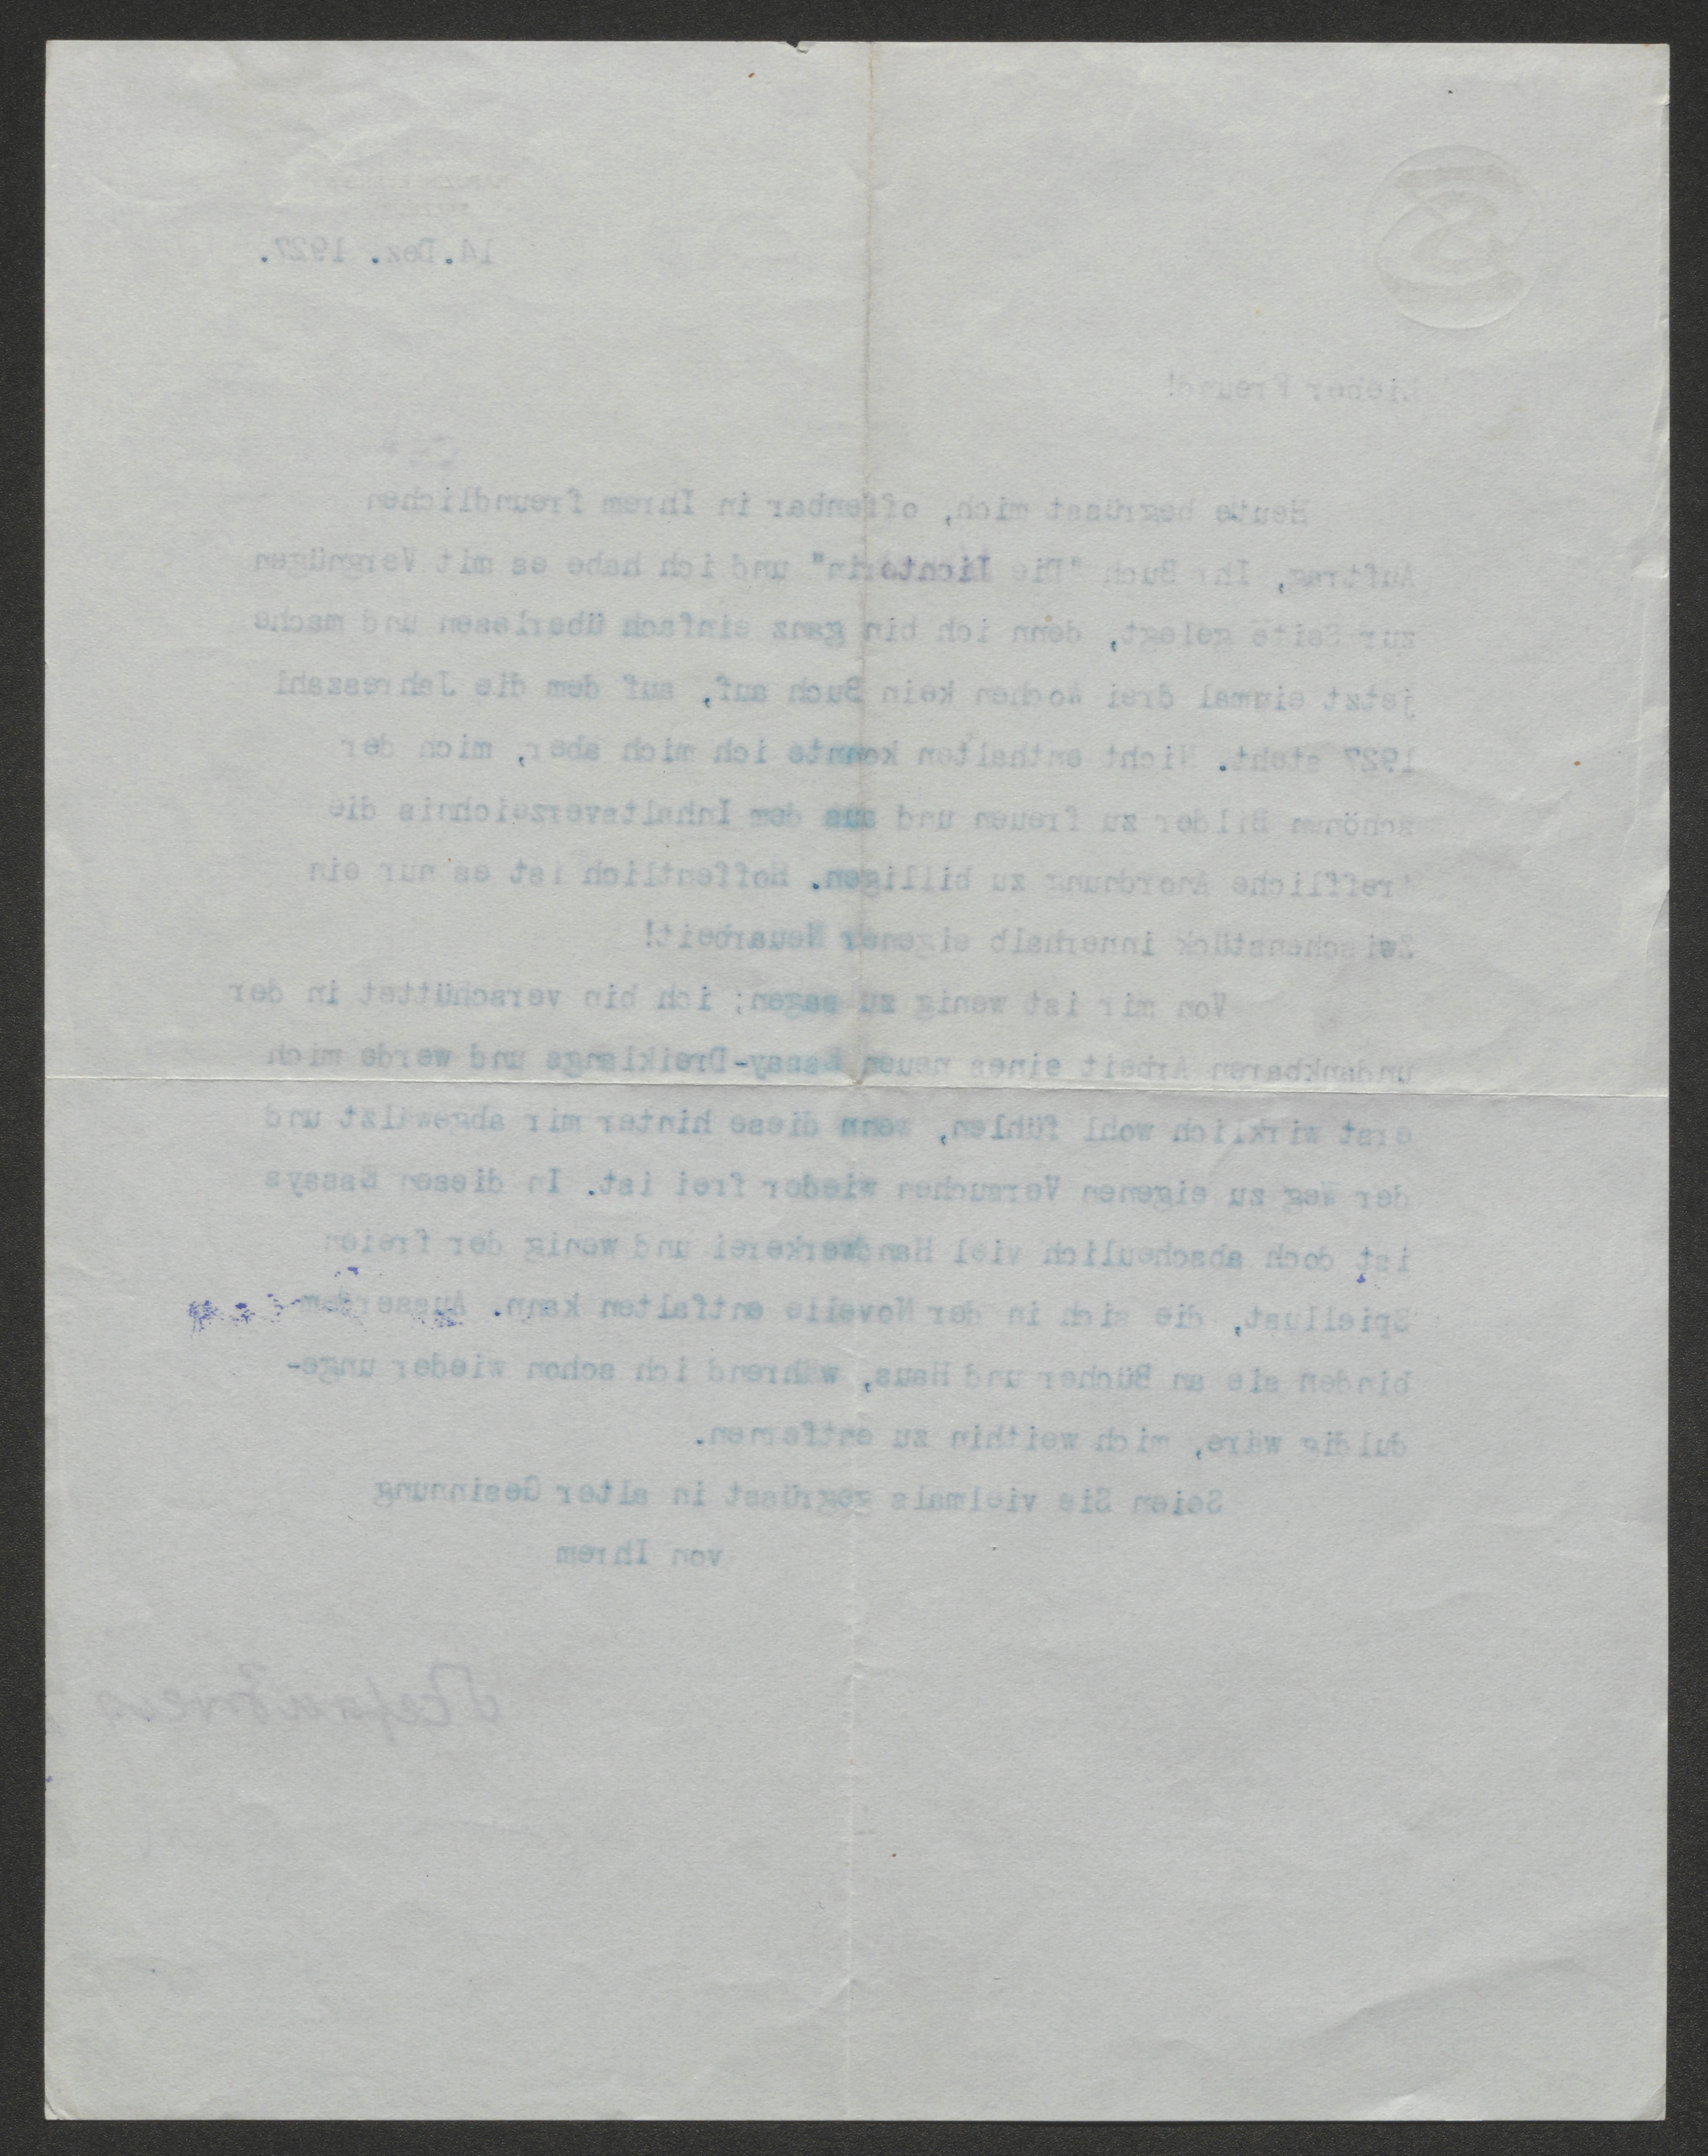 14. Dez. 1927.
Lieber Freund!
Heute begrüsst mich, offenbar in Ihrem freundlichen
Auftrag, Ihr Buch "Die Dichterin" und ich habe es mit Vergnügen
zur Seite gelegt, denn ich bin ganz einfach überlesen und mache
jetzt einmal drei Wochen kein Buch auf, auf dem die Jahreszahl
1927 steht. Nicht enthalten konnte ich mich aber, mich der
schönen Bilder zu freuen und aus dem Inhaltsverzeichnis die
treffliche Anordnung zu billigen. Hoffentlich ist es nur ein
Zwischenstück innerhalb eigener Neuarbeit!
Von mir ist wenig zu sagen; ich bin verschüttet in der
undankbaren Arbeit eines neuen Essay-Dreiklangs und werde mich
erst wirklich wohl fühlen, wenn diese hinter mir abgewälzt und
der Weg zu eigenen Versuchen wieder frei ist. In diesen Essays
ist doch abscheulich viel Handwerkerei und wenig der freien
Spiellust, die sich in der Novelle entfalten kann. Ausserdem
binden sie an Bücher und Haus, während ich schon wieder unge-
duldig wäre, mich weithin zu entfernen.
Seien Sie vielmals gegrüsst in alter Gesinnung
von Ihrem
Stefan Zweig